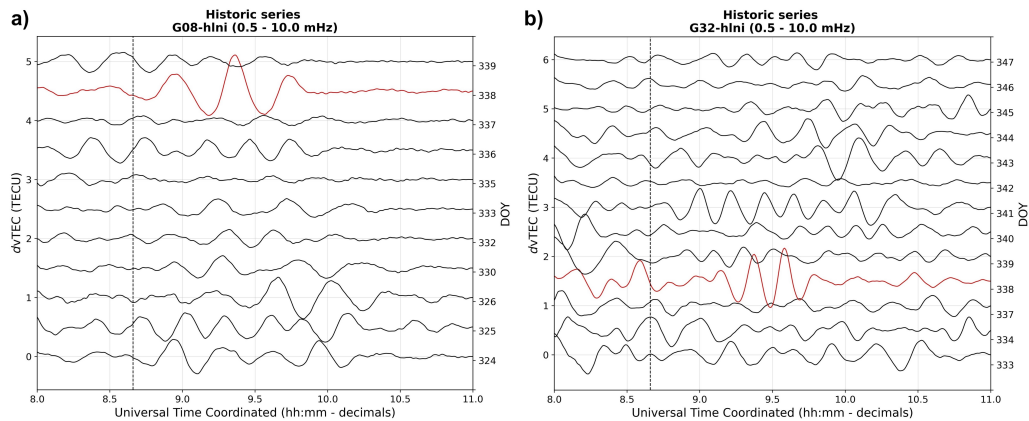 a)
Historic series
G08-hlni (0.5 - 10.0 mHz)
5
4
3
2
1
0
dvTEC (TECU)
339
338
337
336
335
333
332
330
326
325
324
DOY
8.0 8.5 9.0 9.5 10.0 10.5 11.0
Universal Time Coordinated (hh:mm - decimals)
b)
Historic series
G32-hlni (0.5 - 10.0 mHz)
6
5
4
3
2
1
0
dvTEC (TECU)
347
346
345
344
343
342
341
340
339
338
337
334
333
DOY
8.0 8.5 9.0 9.5 10.0 10.5 11.0
Universal Time Coordinated (hh:mm - decimals)